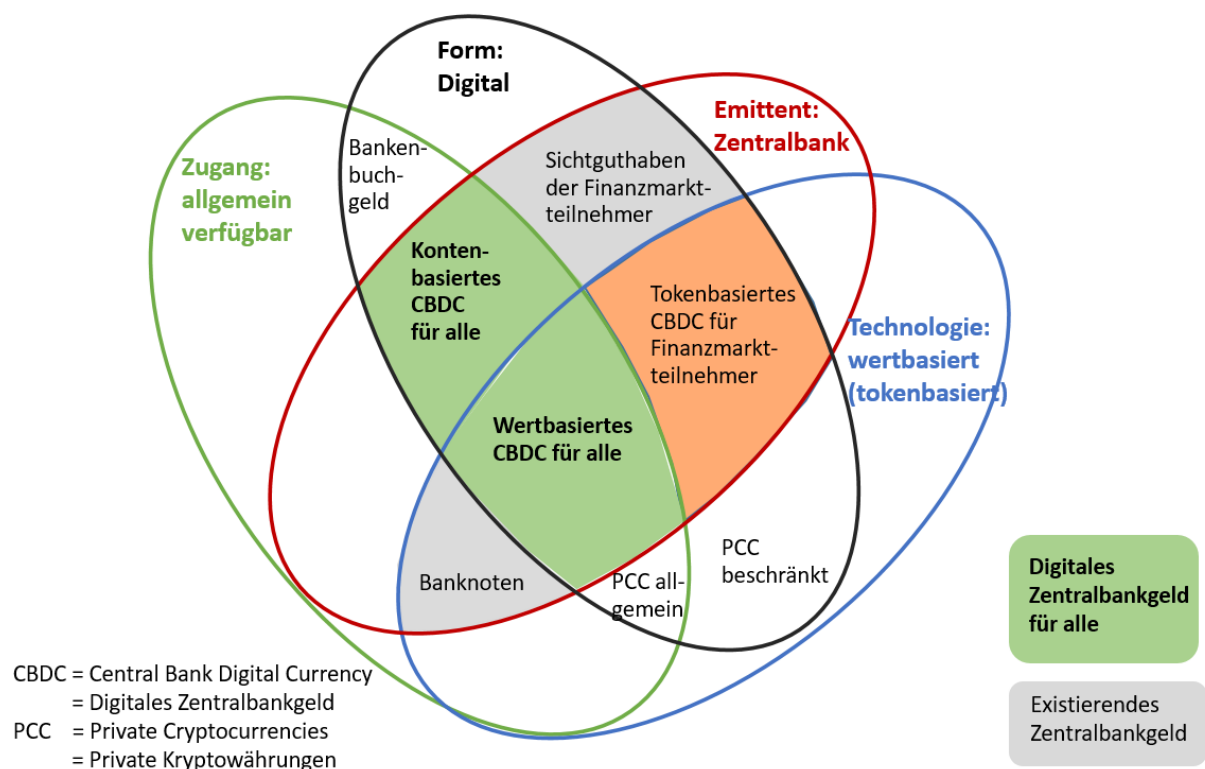 Form:
Digital
Emittent:
Zentralbank
Zugang:
allgemein
verfügbar
Banken-
buch-
geld
Sichtguthaben
der Finanzmarkt-
teilnehmer
Konten-
basiertes
CBDC
für alle
Tokenbasiertes
CBDC für
Finanzmarkt-
teilnehmer
Technologie:
wertbasiert
(tokenbasiert)
Wertbasiertes
CBDC für alle
Banknoten
PCC all-
gemein
PCC
beschränkt
Digitales
Zentralbankgeld
für alle
Existierendes
Zentralbankgeld
CBDC = Central Bank Digital Currency
= Digitales Zentralbankgeld
PCC = Private Cryptocurrencies
= Private Kryptowährungen